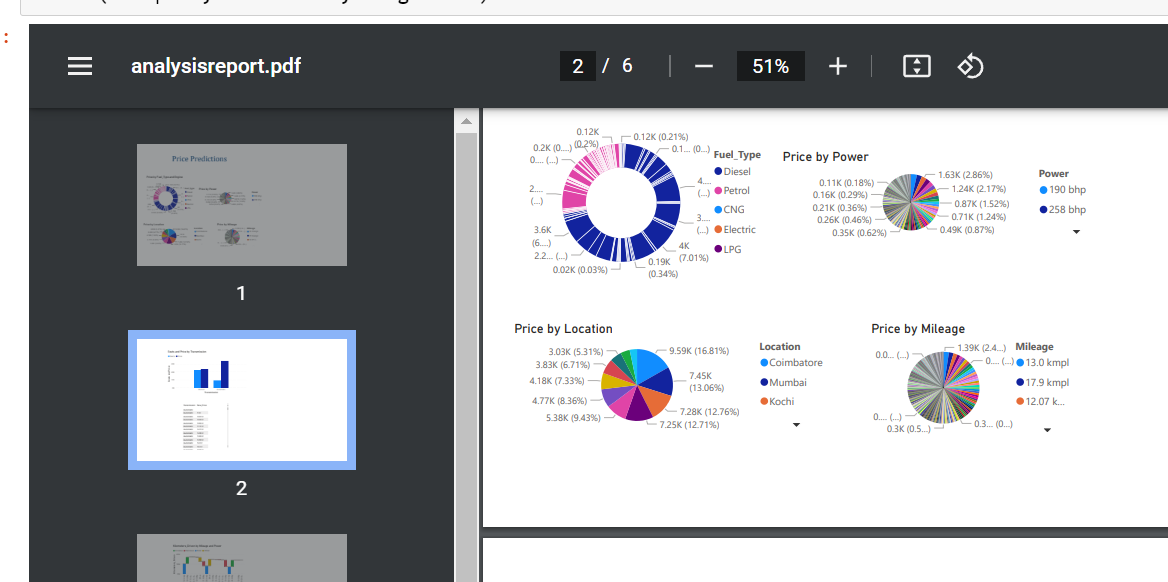 analysisreport.pdf
2 / 6
51%
Price Predictions
1
2
0.12K
(0.2%)
0.12K (0.21%)
0.2K (0....)
0.1... (0...)
0.... (...)
4....
(...)
2....
(...)
3....
(...)
3.6K
(6....)
4K
(7.01%)
2.2... (...)
0.19K
(0.34%)
0.02K (0.03%)
Fuel_Type
Diesel
Petrol
CNG
Electric
LPG
Price by Power
1.63K (2.86%)
0.11K (0.18%)
1.24K (2.17%)
0.16K (0.29%)
0.87K (1.52%)
0.21K (0.36%)
0.71K (1.24%)
0.26K (0.46%)
0.49K (0.87%)
0.35K (0.62%)
Power
190 bhp
258 bhp
Price by Location
3.03K (5.31%)
9.59K (16.81%)
3.83K (6.71%)
7.45K
(13.06%)
4.18K (7.33%)
4.77K (8.36%)
7.28K (12.76%)
5.38K (9.43%)
7.25K (12.71%)
Location
Coimbatore
Mumbai
Kochi
Price by Mileage
1.39K (2.4...)
0.0... (...)
0.... (...)
0.... (...)
0.3... (0...)
0.3K (0.5...)
Mileage
13.0 kmpl
17.9 kmpl
12.07 k...